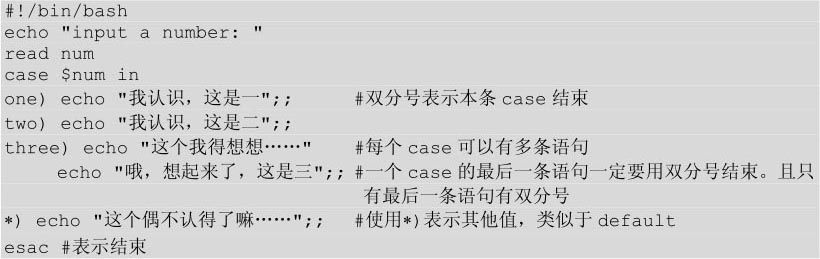 #!/bin/bash
echo "input a number: "
read num
case $num in
one) echo "我认识，这是一";;      #双分号表示本条 case 结束
two) echo "我认识，这是二";;
three) echo "这个我得想想……"    #每个 case 可以有多条语句
echo "哦，想起来了，这是三";; #一个 case 的最后一条语句一定要用双分号结束。且只
有最后一条语句有双分号
*) echo "这个偶不认得了嘛……";;   #使用*)表示其他值，类似于 default
esac #表示结束